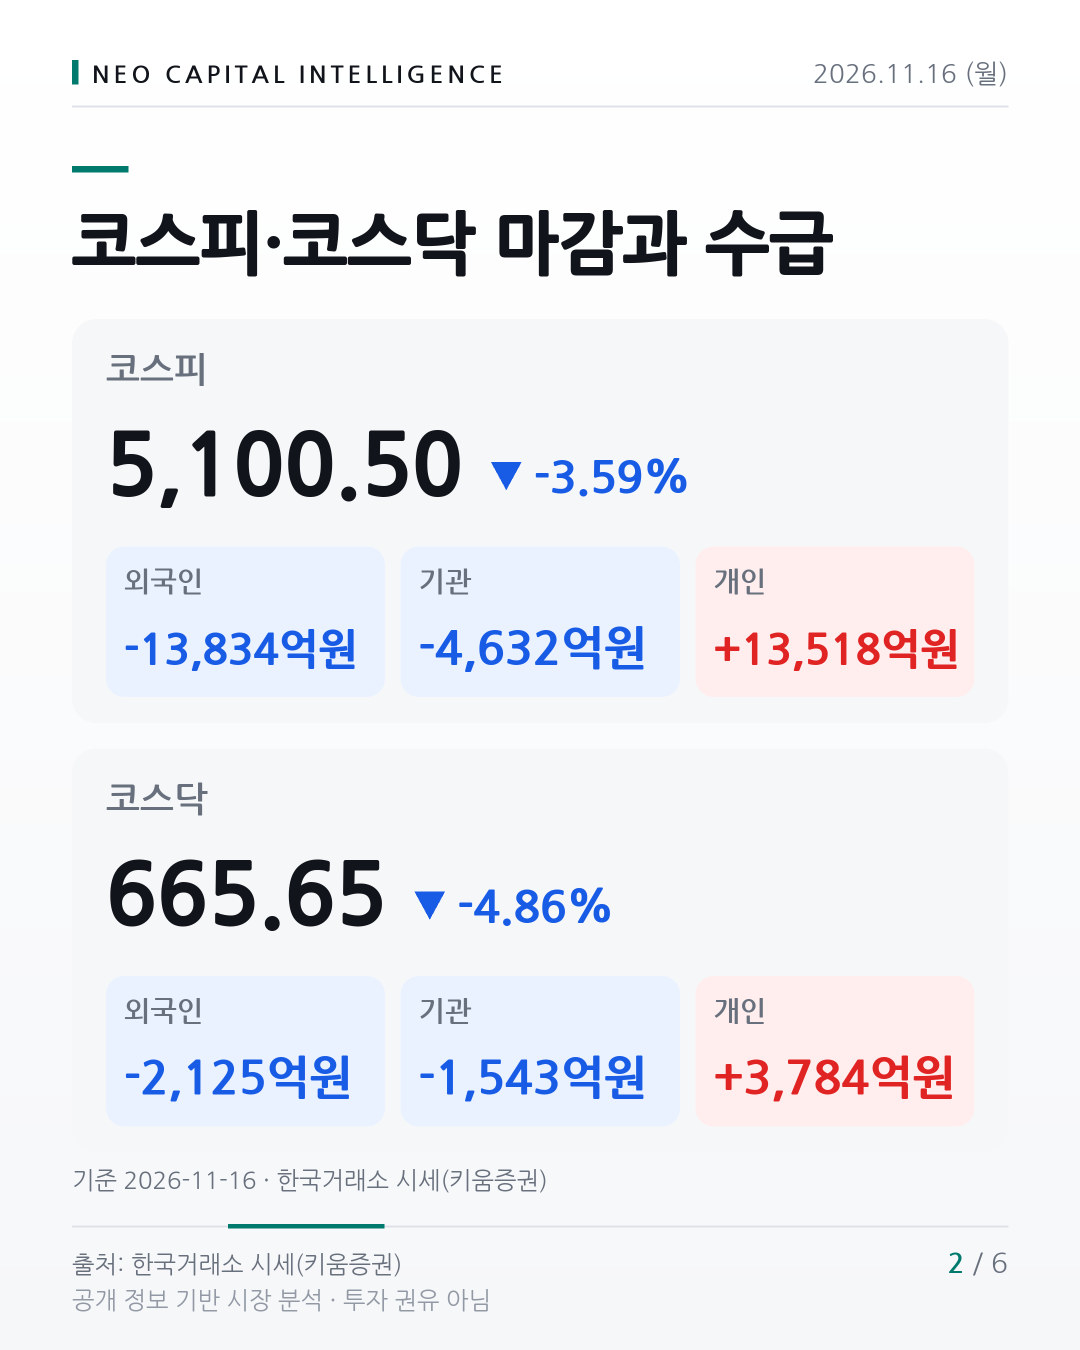 NEO CAPITAL INTELLIGENCE
2026.11.16 (월)
코스피·코스닥 마감과 수급
코스피
5,100.50 ▼ -3.59%
외국인 기관 개인
-13,834억원 -4,632억원 +13,518억원
코스닥
665.65 ▼ -4.86%
외국인 기관 개인
-2,125억원 -1,543억원 +3,784억원
기준 2026-11-16 · 한국거래소 시세(키움증권)
출처: 한국거래소 시세(키움증권)
2 / 6
공개 정보 기반 시장 분석 · 투자 권유 아님